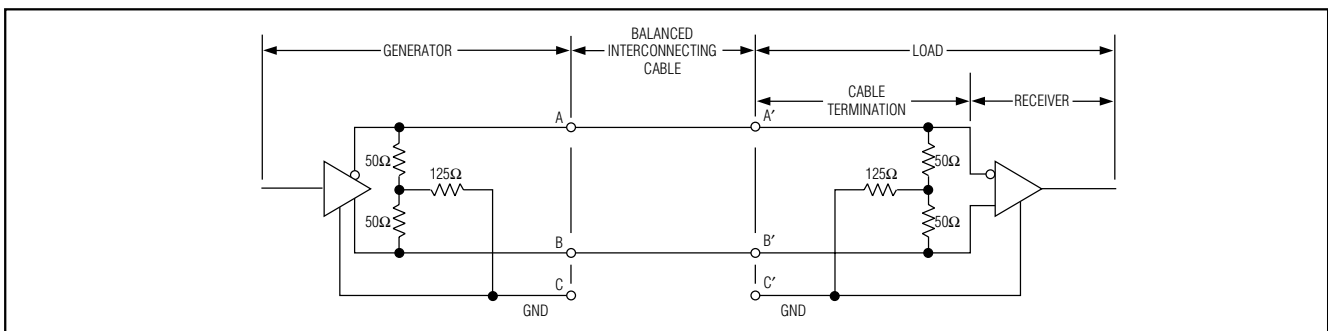 GENERATOR
BALANCED
INTERCONNECTING
CABLE
LOAD
CABLE
TERMINATION
RECEIVER
A
A′
50Ω
125Ω
50Ω
125Ω
50Ω
50Ω
B
B′
C
C′
GND
GND